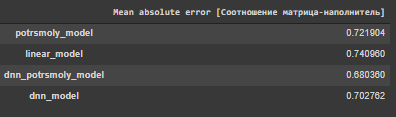 Mean absolute error [Соотношение матрица-наполнитель]
potrsmoly_model 0.721904
linear_model 0.740960
dnn_potrsmoly_model 0.680360
dnn_model 0.702762